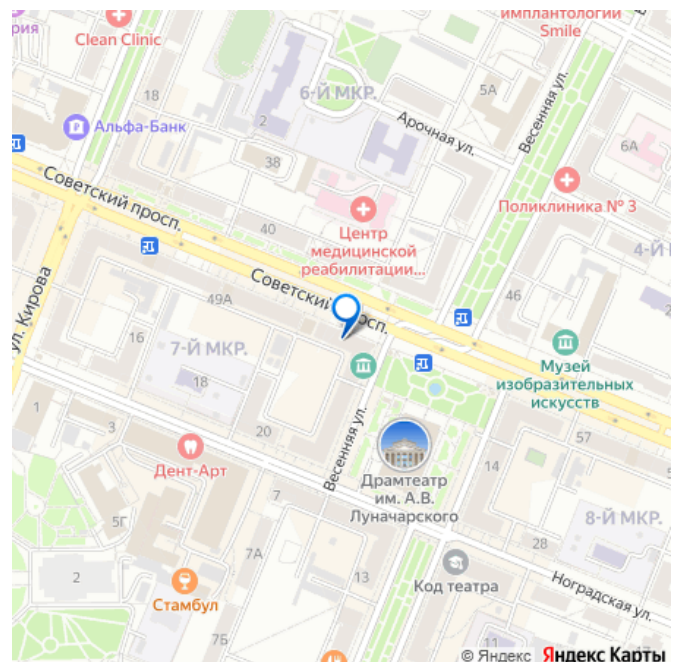 имплантологии
Smile
Clean Clinic
6-Й МКР.
18
2
5А
Арочная ул.
Весенняя ул.
6А
Альфа-Банк
38
Советский просп.
40
Поликлиника № 3
Центр
медицинской
реабилитации...
49А
Советский просп.
46
ул. Кирова
16
7-Й МКР.
18
Музей
изобразительных
искусств
1
3
20
Весенняя ул.
57
Дент-Арт
Драмтеатр
им. А.В.
Луначарского
14
5Г
7
8-Й МКР.
7А
28
2
13
Код театра
Стамбул
Ноградская ул.
7Б
11
17
© Яндекс Яндекс Карты